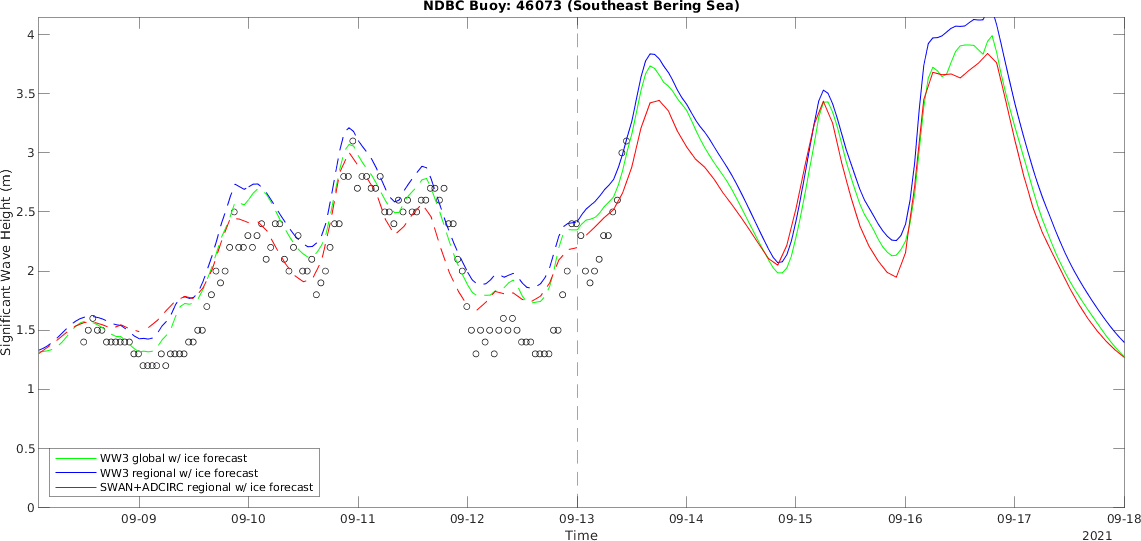 NDBC Buoy: 46073 (Southeast Bering Sea)
4
3.5
3
2.5
2
1.5
1
0.5
0
Significant Wave Height (m)
WW3 global w/ ice forecast
WW3 regional w/ ice forecast
SWAN+ADCIRC regional w/ ice forecast
09-09 09-10 09-11 09-12 09-13 09-14 09-15 09-16 09-17 09-18
Time
2021